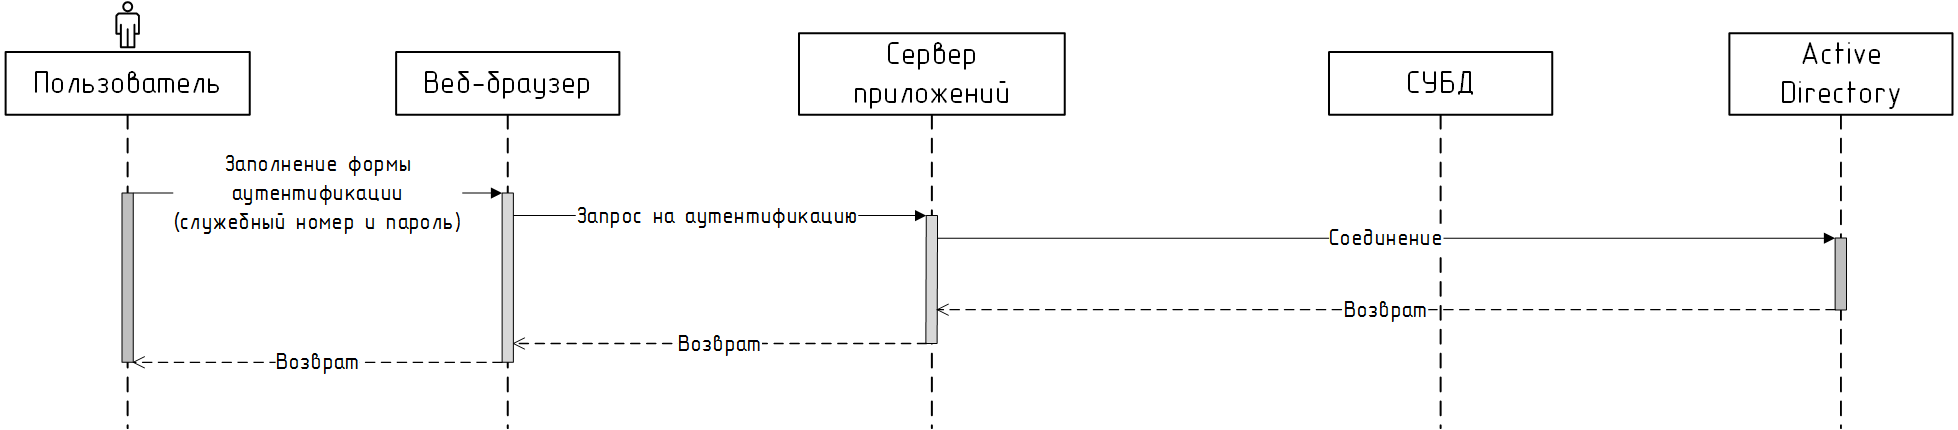 Пользователь
Веб-браузер
Сервер
приложений
СУБД
Active
Directory
Заполнение формы
аутентификации
(служебный номер и пароль)
Запрос на аутентификацию
Соединение
Возврат
Возврат
Возврат